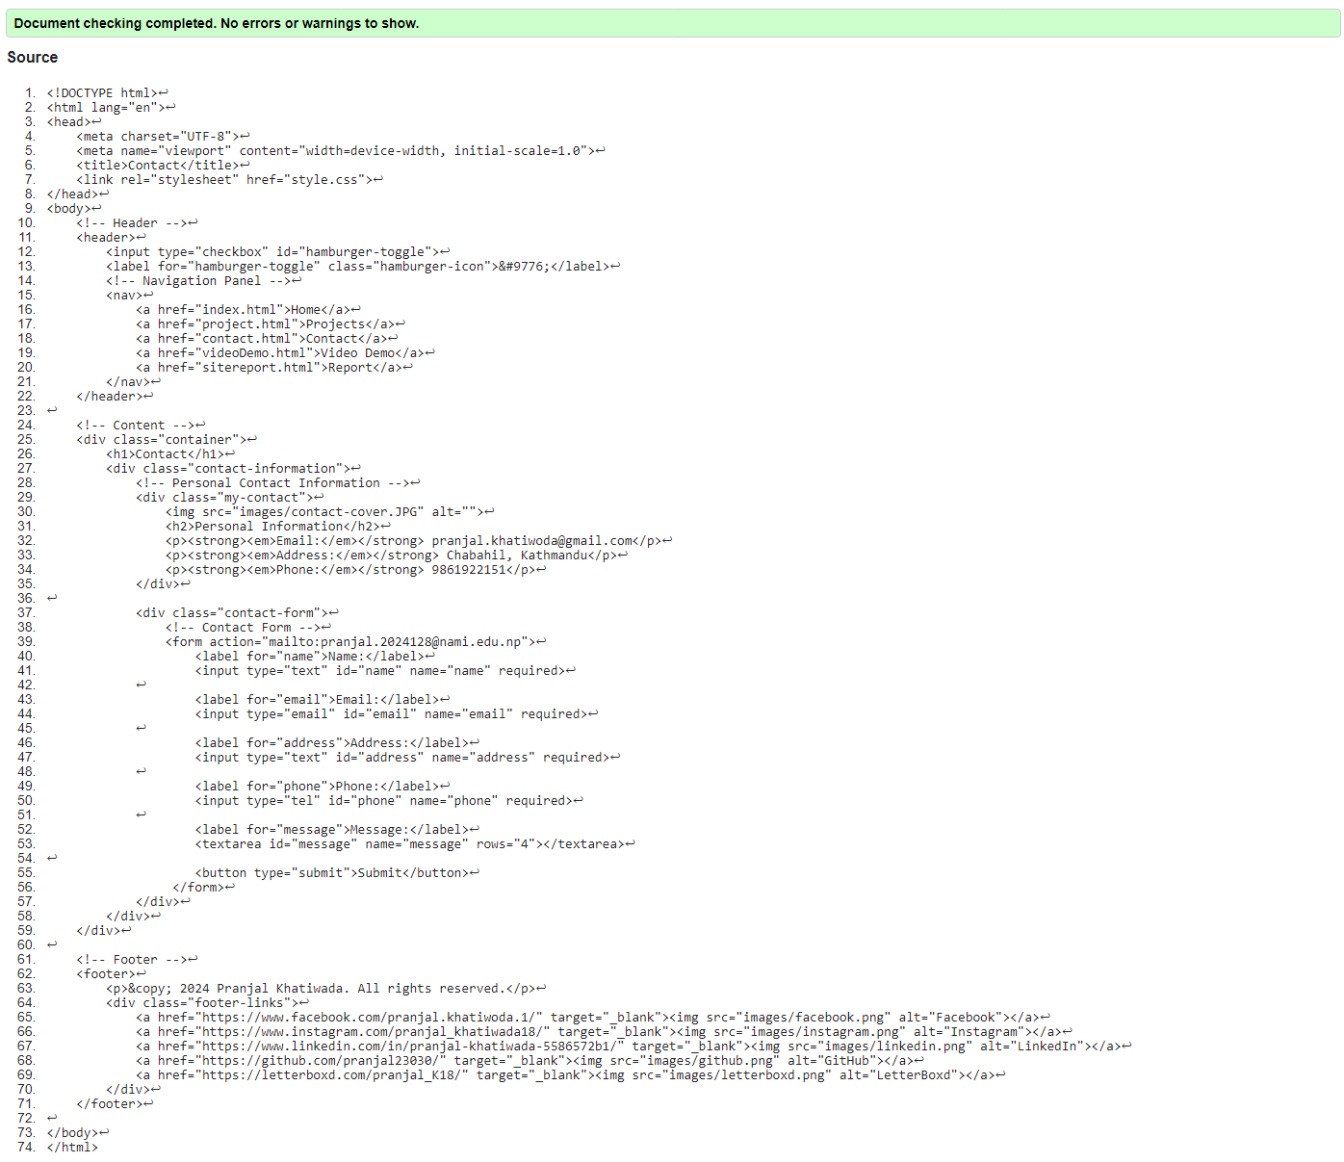 Document checking completed. No errors or warnings to show.
Source
1. <!DOCTYPE html>↩
2. <html lang="en">↩
3. <head>↩
4.     <meta charset="UTF-8">↩
5.     <meta name="viewport" content="width=device-width, initial-scale=1.0">↩
6.     <title>Contact</title>↩
7.     <link rel="stylesheet" href="style.css">↩
8. </head>↩
9. <body>↩
10.     <!-- Header -->↩
11.     <header>↩
12.         <input type="checkbox" id="hamburger-toggle">↩
13.         <label for="hamburger-toggle" class="hamburger-icon">&#9776;</label>↩
14.         <!-- Navigation Panel -->↩
15.         <nav>↩
16.             <a href="index.html">Home</a>↩
17.             <a href="project.html">Projects</a>↩
18.             <a href="contact.html">Contact</a>↩
19.             <a href="videoDemo.html">Video Demo</a>↩
20.             <a href="sitereport.html">Report</a>↩
21.         </nav>↩
22.     </header>↩
23. ↩
24.     <!-- Content -->↩
25.     <div class="container">↩
26.         <h1>Contact</h1>↩
27.         <div class="contact-information">↩
28.             <!-- Personal Contact Information -->↩
29.             <div class="my-contact">↩
30.                 <img src="images/contact-cover.JPG" alt="">↩
31.                 <h2>Personal Information</h2>↩
32.                 <p><strong><em>Email:</em></strong> pranjal.khatiwoda@gmail.com</p>↩
33.                 <p><strong><em>Address:</em></strong> Chabahil, Kathmandu</p>↩
34.                 <p><strong><em>Phone:</em></strong> 9861922151</p>↩
35.             </div>↩
36. ↩
37.             <div class="contact-form">↩
38.                 <!-- Contact Form -->↩
39.                 <form action="mailto:pranjal.2024128@nami.edu.np">↩
40.                     <label for="name">Name:</label>↩
41.                     <input type="text" id="name" name="name" required>↩
42.             ↩
43.                     <label for="email">Email:</label>↩
44.                     <input type="email" id="email" name="email" required>↩
45.             ↩
46.                     <label for="address">Address:</label>↩
47.                     <input type="text" id="address" name="address" required>↩
48.             ↩
49.                     <label for="phone">Phone:</label>↩
50.                     <input type="tel" id="phone" name="phone" required>↩
51.             ↩
52.                     <label for="message">Message:</label>↩
53.                     <textarea id="message" name="message" rows="4"></textarea>↩
54. ↩
55.                     <button type="submit">Submit</button>↩
56.                  </form>↩
57.             </div>↩
58.         </div>↩
59.     </div>↩
60. ↩
61.     <!-- Footer -->↩
62.     <footer>↩
63.         <p>&copy; 2024 Pranjal Khatiwada. All rights reserved.</p>↩
64.         <div class="footer-links">↩
65.             <a href="https://www.facebook.com/pranjal.khatiwoda.1/" target="_blank"><img src="images/facebook.png" alt="Facebook"></a>↩
66.             <a href="https://www.instagram.com/pranjal_khatiwada18/" target="_blank"><img src="images/instagram.png" alt="Instagram"></a>↩
67.             <a href="https://www.linkedin.com/in/pranjal-khatiwada-5586572b1/" target="_blank"><img src="images/linkedin.png" alt="LinkedIn"></a>↩
68.             <a href="https://github.com/pranjal23030/" target="_blank"><img src="images/github.png" alt="GitHub"></a>↩
69.             <a href="https://letterboxd.com/pranjal_K18/" target="_blank"><img src="images/letterboxd.png" alt="LetterBoxd"></a>↩
70.         </div>↩
71.     </footer>↩
72. ↩
73. </body>↩
74. </html>